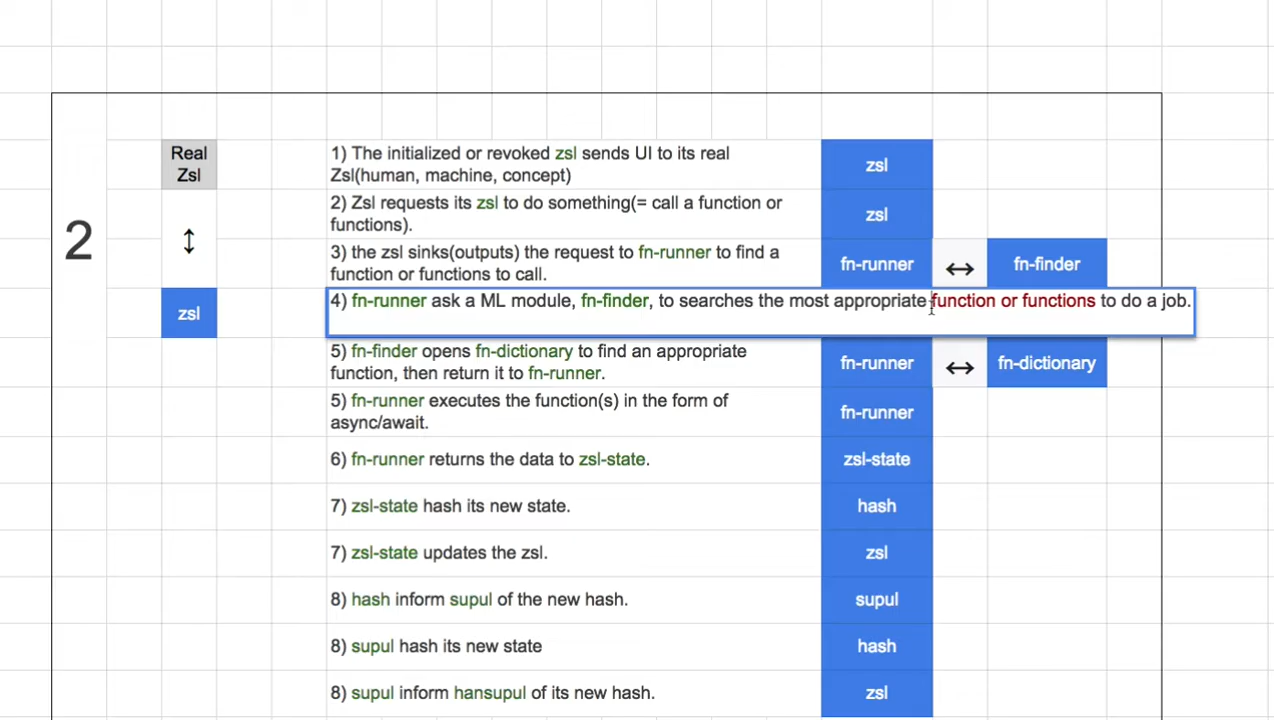 Real
Zsl
1) The initialized or revoked zsl sends UI to its real
Zsl(human, machine, concept)
zsl
2) Zsl requests its zsl to do something(= call a function or
functions).
zsl
2
↕
3) the zsl sinks(outputs) the request to fn-runner to find a
function or functions to call.
fn-runner
↔
fn-finder
zsl
4) fn-runner ask a ML module, fn-finder, to searches the most appropriate function or functions to do a job.
5) fn-finder opens fn-dictionary to find an appropriate
function, then return it to fn-runner.
fn-runner
↔
fn-dictionary
5) fn-runner executes the function(s) in the form of
async/await.
fn-runner
6) fn-runner returns the data to zsl-state.
zsl-state
7) zsl-state hash its new state.
hash
7) zsl-state updates the zsl.
zsl
8) hash inform supul of the new hash.
supul
8) supul hash its new state
hash
8) supul inform hansupul of its new hash.
zsl